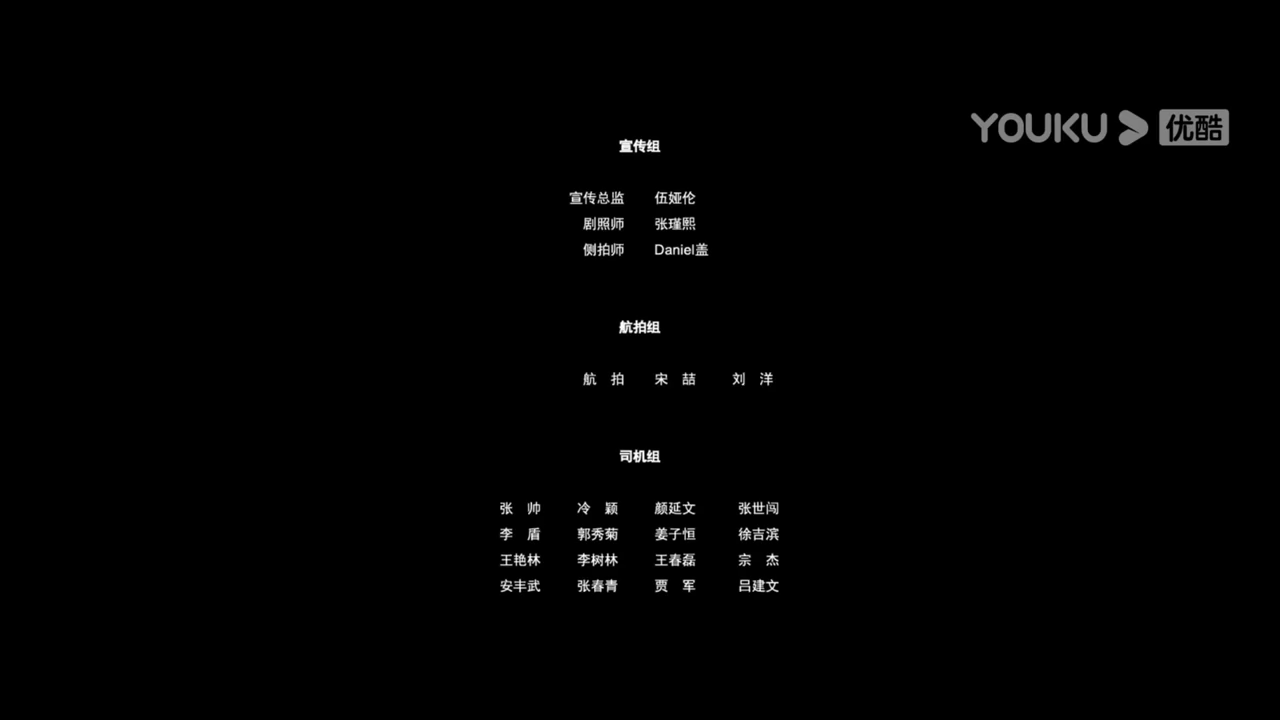 YOUKU 优酷
宣传组
宣传总监 伍娅伦
剧照师 张瑾熙
侧拍师 Daniel盖
航拍组
航 拍 宋 喆 刘 洋
司机组
张 帅 冷 颖 颜延文 张世闯
李 盾 郭秀菊 姜子恒 徐吉滨
王艳林 李树林 王春磊 宗 杰
安丰武 张春青 贾 军 吕建文